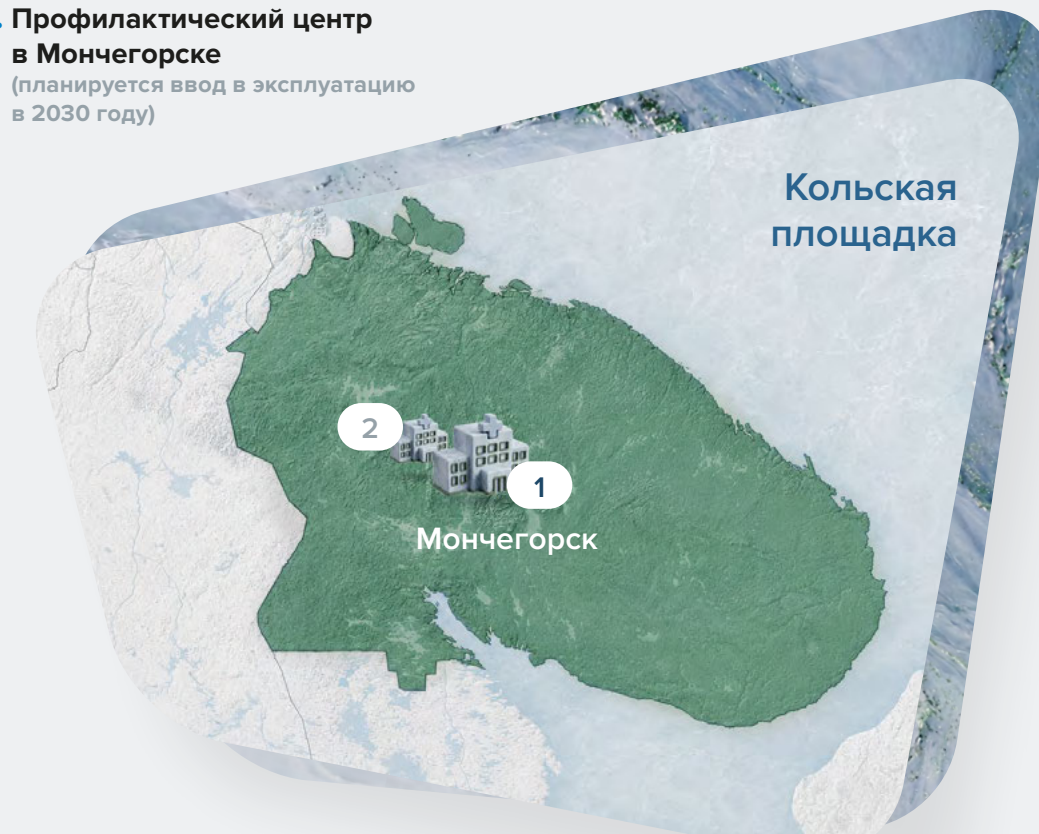 Профилактический центр
в Мончегорске
(планируется ввод в эксплуатацию
в 2030 году)
Кольская
площадка
2
1
Мончегорск